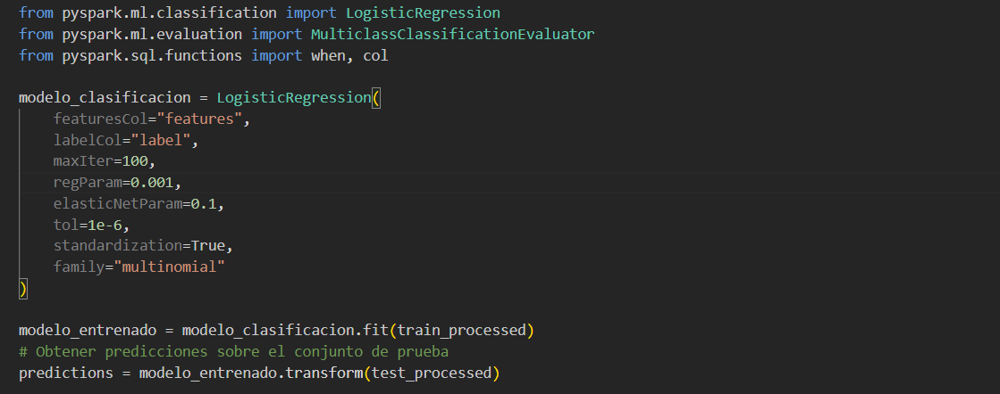 from pyspark.ml.classification import LogisticRegression
from pyspark.ml.evaluation import MulticlassClassificationEvaluator
from pyspark.sql.functions import when, col

modelo_clasificacion = LogisticRegression(
    featuresCol="features",
    labelCol="label",
    maxIter=100,
    regParam=0.001,
    elasticNetParam=0.1,
    tol=1e-6,
    standardization=True,
    family="multinomial"
)

modelo_entrenado = modelo_clasificacion.fit(train_processed)
# Obtener predicciones sobre el conjunto de prueba
predictions = modelo_entrenado.transform(test_processed)